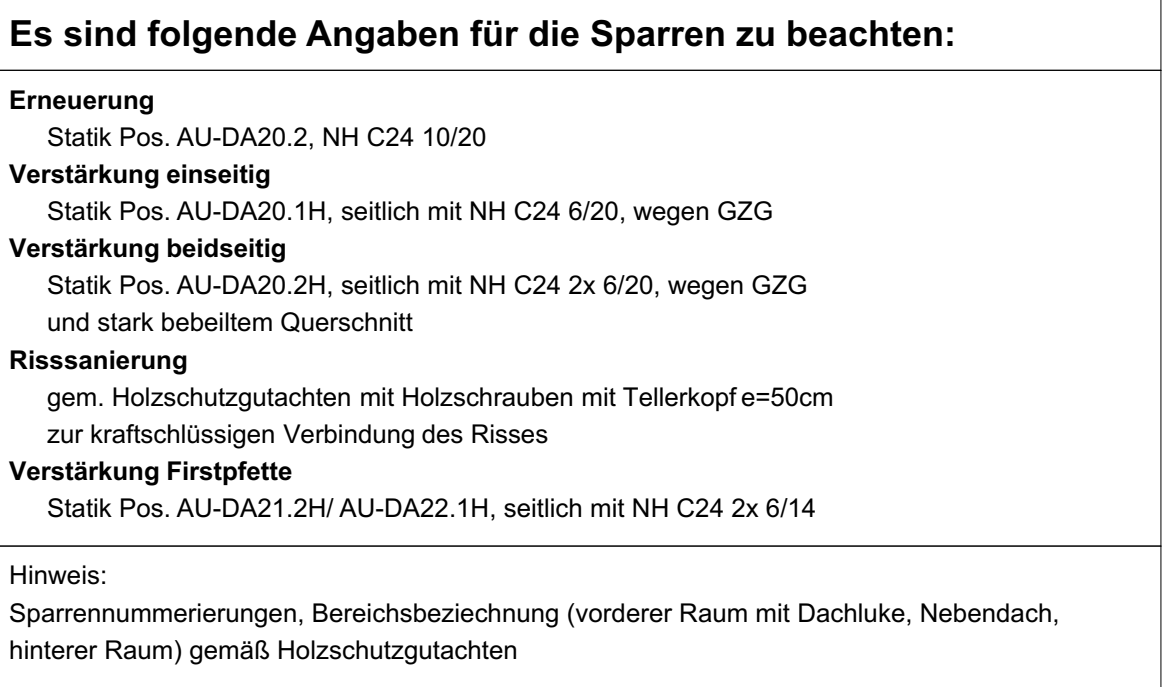 Es sind folgende Angaben für die Sparren zu beachten:
Erneuerung
Statik Pos. AU-DA20.2, NH C24 10/20
Verstärkung einseitig
Statik Pos. AU-DA20.1H, seitlich mit NH C24 6/20, wegen GZG
Verstärkung beidseitig
Statik Pos. AU-DA20.2H, seitlich mit NH C24 2x 6/20, wegen GZG
und stark bebeiltem Querschnitt
Risssanierung
gem. Holzschutzgutachten mit Holzschrauben mit Tellerkopf e=50cm
zur kraftschlüssigen Verbindung des Risses
Verstärkung Firstpfette
Statik Pos. AU-DA21.2H/ AU-DA22.1H, seitlich mit NH C24 2x 6/14
Hinweis:
Sparrennummerierungen, Bereichsbeziechnung (vorderer Raum mit Dachluke, Nebendach,
hinterer Raum) gemäß Holzschutzgutachten